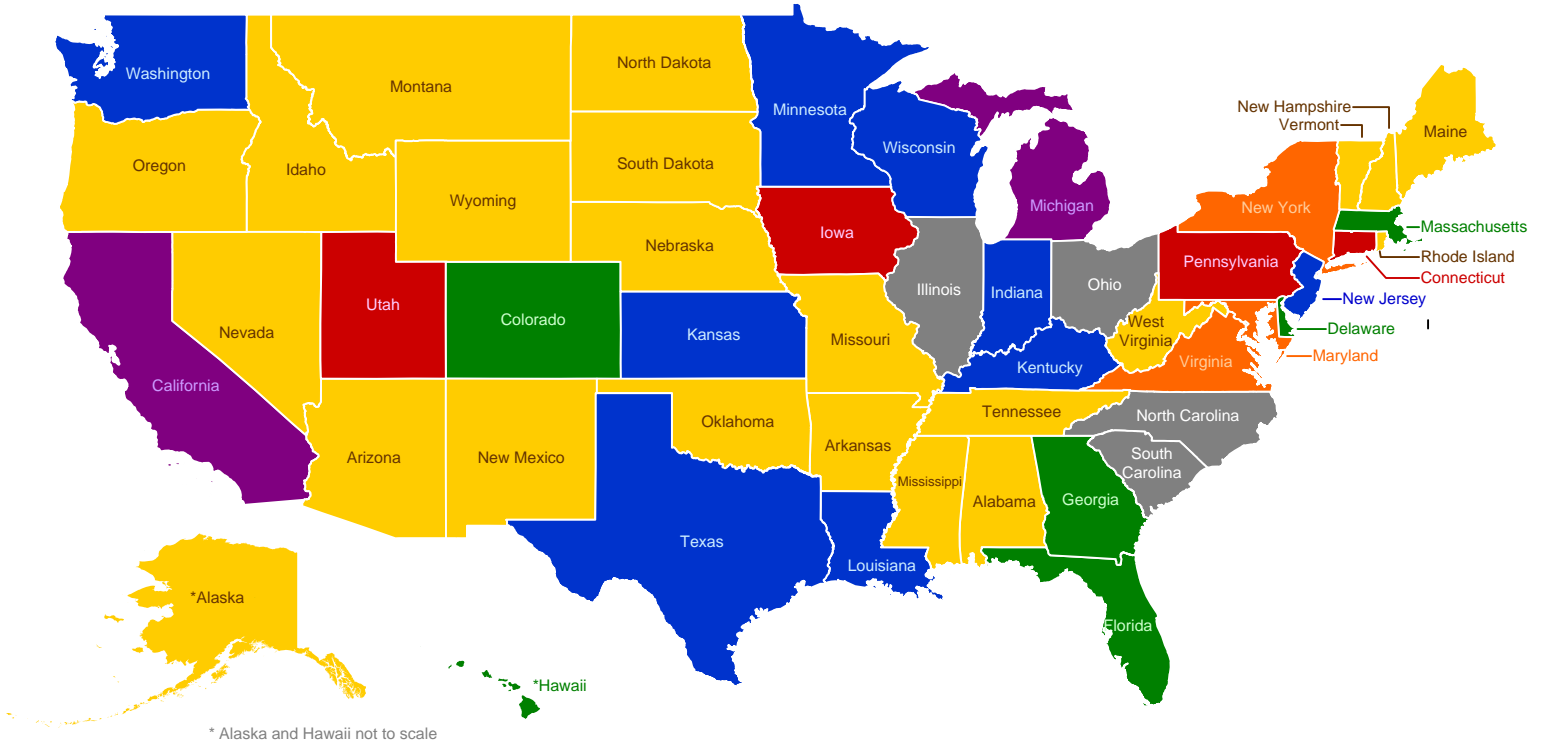 Washington
Montana
North Dakota
Minnesota
New Hampshire
Vermont
Maine
Oregon
Idaho
Wyoming
South Dakota
Wisconsin
Michigan
New York
Massachusetts
Rhode Island
Connecticut
Nebraska
Iowa
Pennsylvania
New Jersey
Nevada
Utah
Colorado
Kansas
Missouri
Illinois
Indiana
Ohio
West
Virginia
Virginia
Delaware
Maryland
California
Kentucky
Arizona
New Mexico
Oklahoma
Arkansas
Tennessee
North Carolina
South
Carolina
Mississippi
Alabama
Georgia
Texas
Louisiana
Florida
*Alaska
*Hawaii
* Alaska and Hawaii not to scale